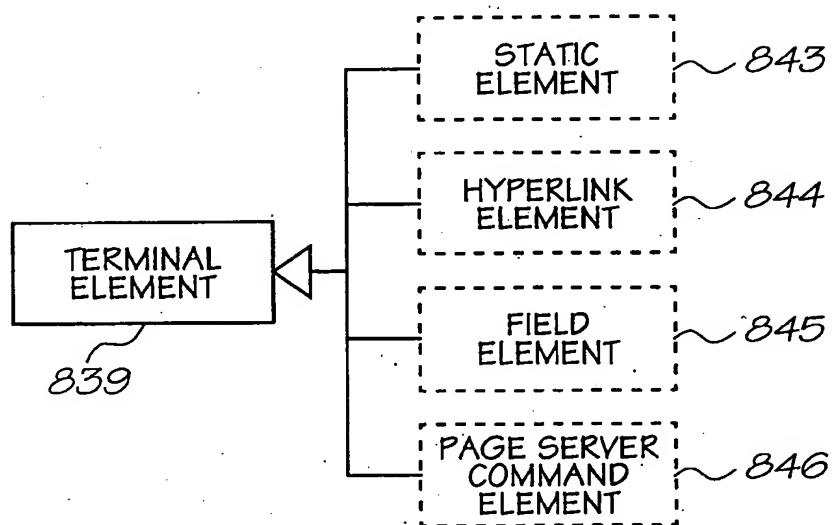 STATIC
ELEMENT
843
HYPERLINK
ELEMENT
844
TERMINAL
ELEMENT
839
FIELD
ELEMENT
845
PAGE SERVER
COMMAND
ELEMENT
846